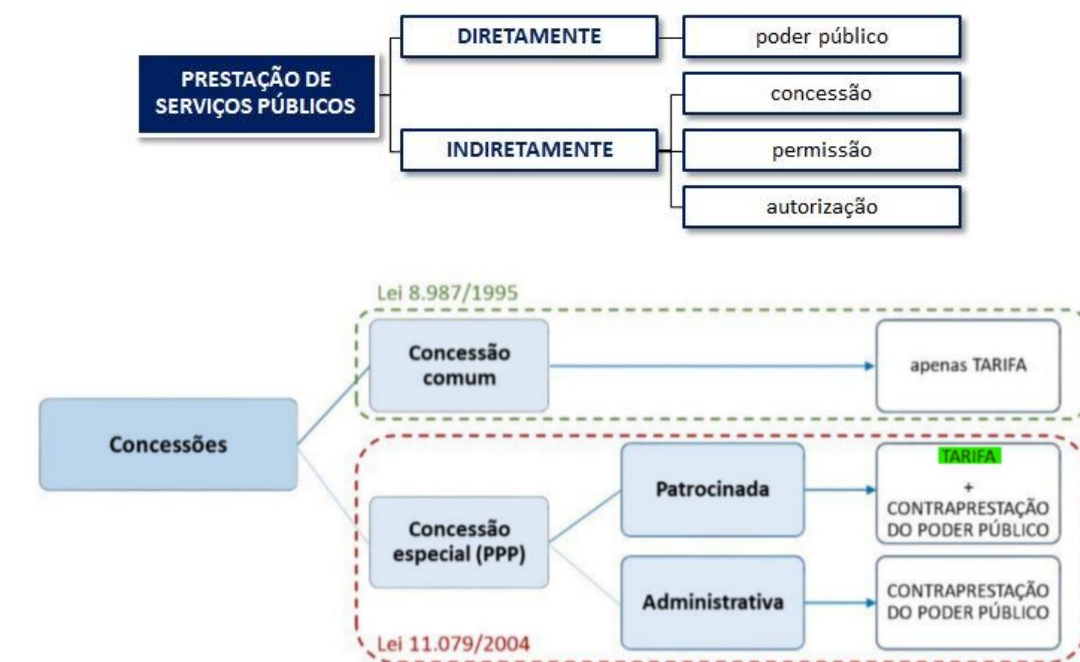 PRESTAÇÃO DE
SERVIÇOS PÚBLICOS
DIRETAMENTE
poder público
INDIRETAMENTE
concessão
permissão
autorização
Lei 8.987/1995
Concessões
Concessão
comum
apenas TARIFA
Concessão
especial (PPP)
Patrocinada
TARIFA
+
CONTRAPRESTAÇÃO
DO PODER PÚBLICO
Administrativa
CONTRAPRESTAÇÃO
DO PODER PÚBLICO
Lei 11.079/2004